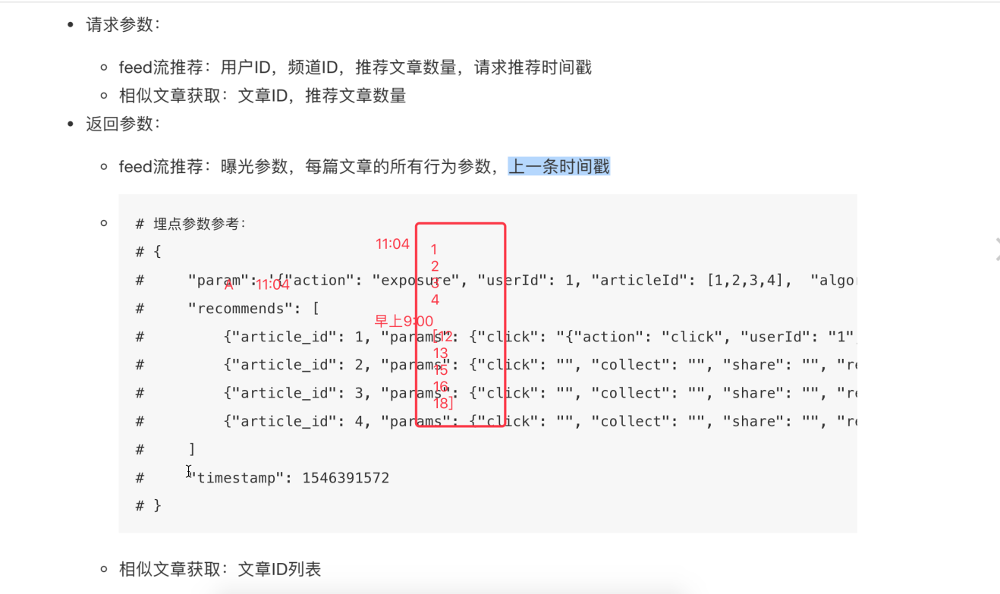 请求参数：
feed流推荐：用户ID，频道ID，推荐文章数量，请求推荐时间戳
相似文章获取：文章ID，推荐文章数量
返回参数：
feed流推荐：曝光参数，每篇文章的所有行为参数，上一条时间戳
# 埋点参数参考：
# {
#     "param": '{"action": "exposure", "userId": 1, "articleId": [1,2,3,4],  "algo
#     "recommends": [
#         {"article_id": 1, "params": {"click": "{"action": "click", "userId": "1",
#         {"article_id": 2, "params": {"click": "", "collect": "", "share": "", "re
#         {"article_id": 3, "params": {"click": "", "collect": "", "share": "", "re
#         {"article_id": 4, "params": {"click": "", "collect": "", "share": "", "re
#     ]
#     "timestamp": 1546391572
# }
11:04
1
2
3
4
A 11:04
早上9:00
[12
13
15
16
18]
相似文章获取：文章ID列表